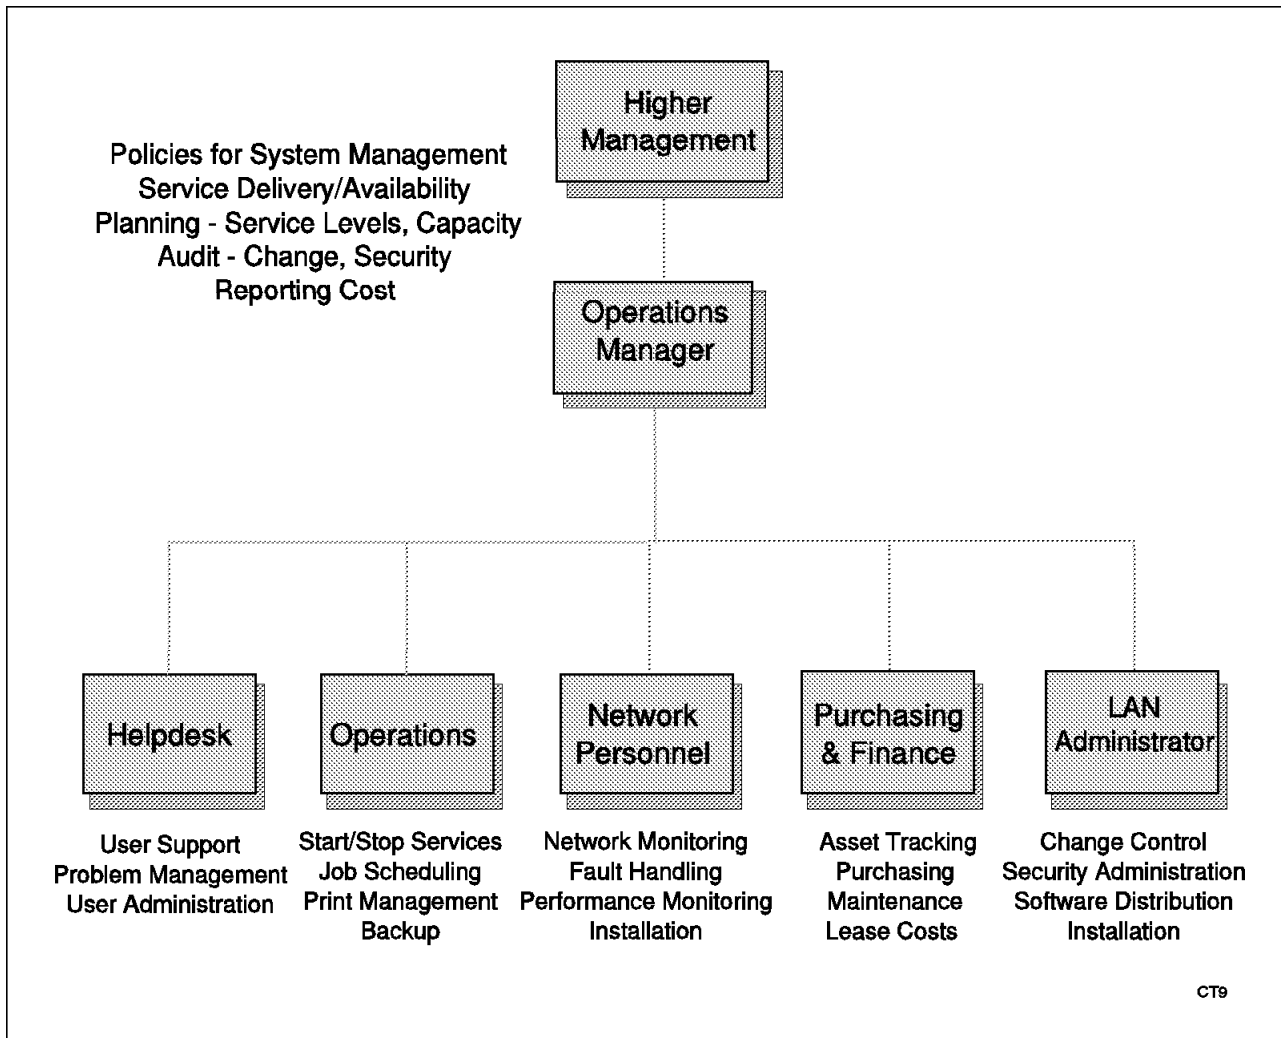 Higher
Management
Policies for System Management
Service Delivery/Availability
Planning - Service Levels, Capacity
Audit - Change, Security
Reporting Cost
Operations
Manager
Helpdesk
User Support
Problem Management
User Administration
Operations
Start/Stop Services
Job Scheduling
Print Management
Backup
Network
Personnel
Network Monitoring
Fault Handling
Performance Monitoring
Installation
Purchasing
& Finance
Asset Tracking
Purchasing
Maintenance
Lease Costs
LAN
Administrator
Change Control
Security Administration
Software Distribution
Installation
CT9